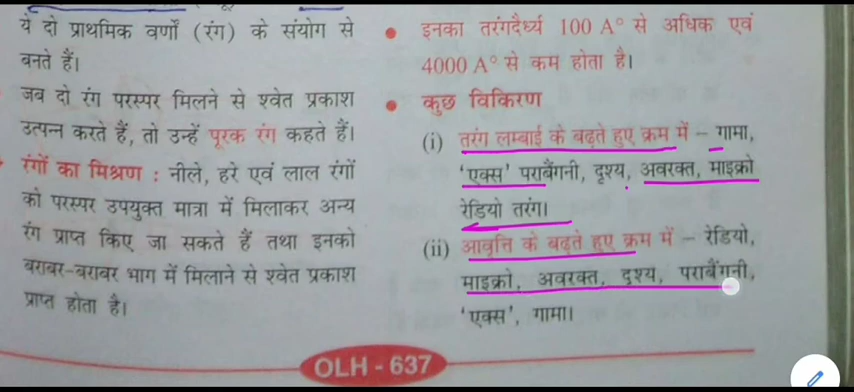 ये दो प्राथमिक वर्णों (रंग) के संयोग से
बनते हैं।
जब दो रंग परस्पर मिलने से श्वेत प्रकाश
उत्पन्न करते हैं, तो उन्हें पूरक रंग कहते हैं।
रंगों का मिश्रण : नीले, हरे एवं लाल रंगों
को परस्पर उपयुक्त मात्रा में मिलाकर अन्य
रंग प्राप्त किए जा सकते हैं तथा इनको
बराबर-बराबर भाग में मिलाने से श्वेत प्रकाश
प्राप्त होता है।
• इनका तरंगदैर्ध्य 100 A° से अधिक एवं
4000 A° से कम होता है।
• कुछ विकिरण
(i) तरंग लम्बाई के बढ़ते हुए क्रम में – गामा,
‘एक्स’ पराबैंगनी, दृश्य, अवरक्त, माइक्रो
रेडियो तरंग।
(ii) आवृत्ति के बढ़ते हुए क्रम में – रेडियो,
माइक्रो, अवरक्त, दृश्य, पराबैंगनी,
‘एक्स’, गामा।
OLH - 637